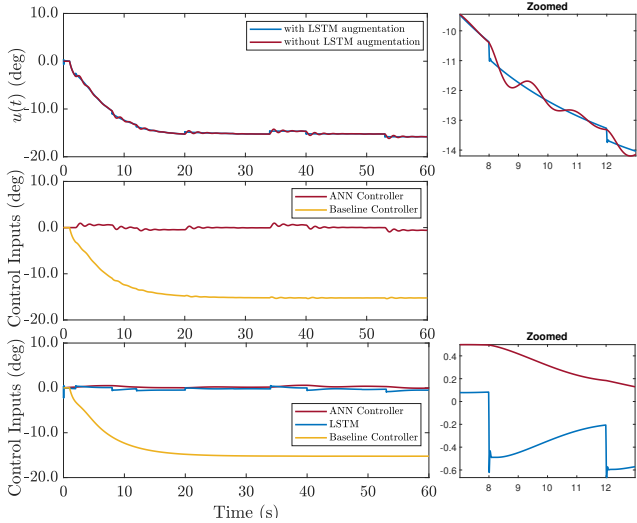 Zoomed
10.0
0.0
-10.0
-20.0
u(t) (deg)
with LSTM augmentation
without LSTM augmentation
0 10 20 30 40 50 60
-10
-11
-12
-13
-14
8 9 10 11 12
10.0
0.0
-10.0
-20.0
Control Inputs (deg)
ANN Controller
Baseline Controller
0 10 20 30 40 50 60
10.0
0.0
-10.0
-20.0
Control Inputs (deg)
ANN Controller
LSTM
Baseline Controller
0 10 20 30 40 50 60
Time (s)
Zoomed
0.4
0.2
0
-0.2
-0.4
-0.6
8 9 10 11 12